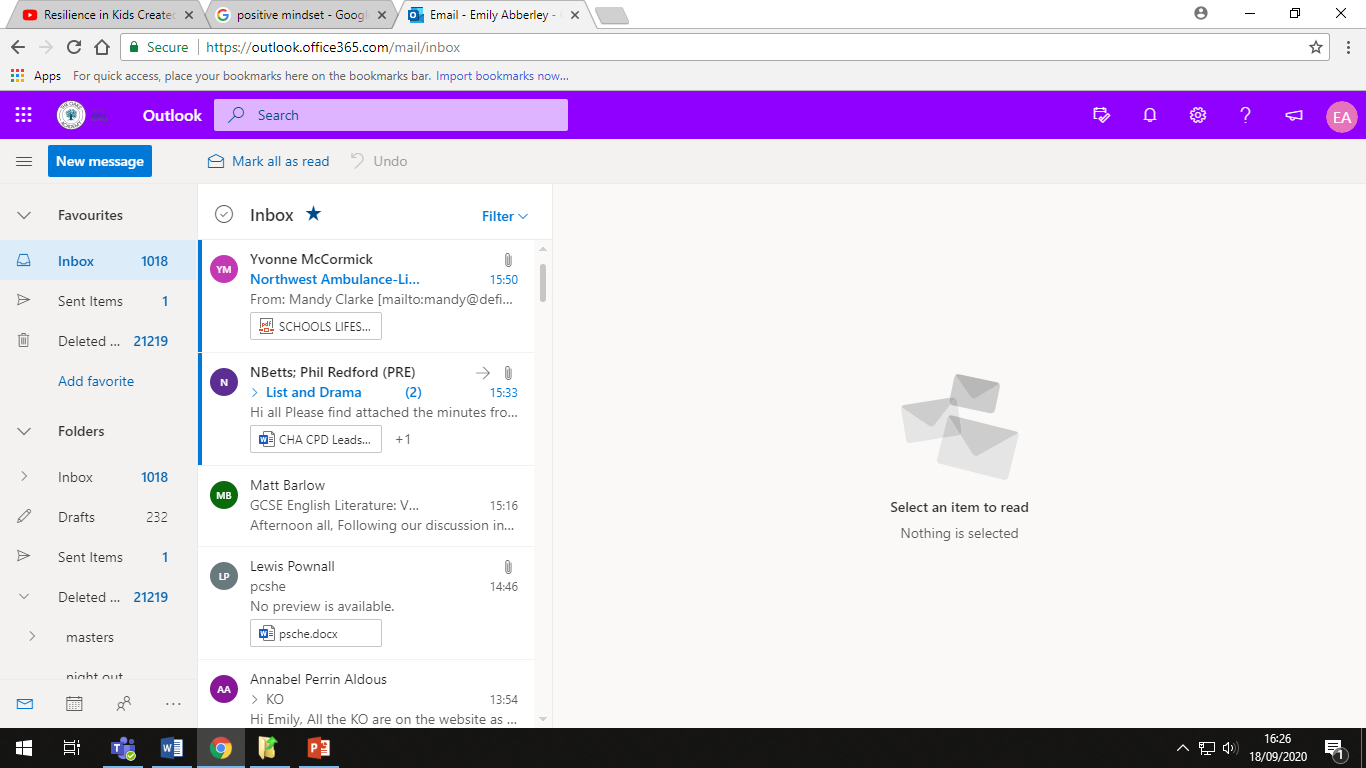 Resilience in Kids Created
positive mindset - Google
Email - Emily Abberley -
Secure https://outlook.office365.com/mail/inbox
Apps For quick access, place your bookmarks here on the bookmarks bar. Import bookmarks now...
Outlook Search EA
New message Mark all as read Undo
Favourites
Inbox 1018
Sent Items 1
Deleted ... 21219
Add favorite
Folders
Inbox 1018
Drafts 232
Sent Items 1
Deleted ... 21219
masters
night out
Inbox Filter
YM Yvonne McCormick
Northwest Ambulance-Li... 15:50
From: Mandy Clarke [mailto:mandy@defi...
pdf SCHOOLS LIFES...
N NBetts; Phil Redford (PRE)
List and Drama (2) 15:33
Hi all Please find attached the minutes fro...
CHA CPD Leads... +1
MB Matt Barlow
GCSE English Literature: V... 15:16
Afternoon all, Following our discussion in...
LP Lewis Pownall
pcshe 14:46
No preview is available.
psche.docx
AA Annabel Perrin Aldous
KO 13:54
Hi Emily, All the KO are on the website as ...
Select an item to read
Nothing is selected
16:26
18/09/2020
1